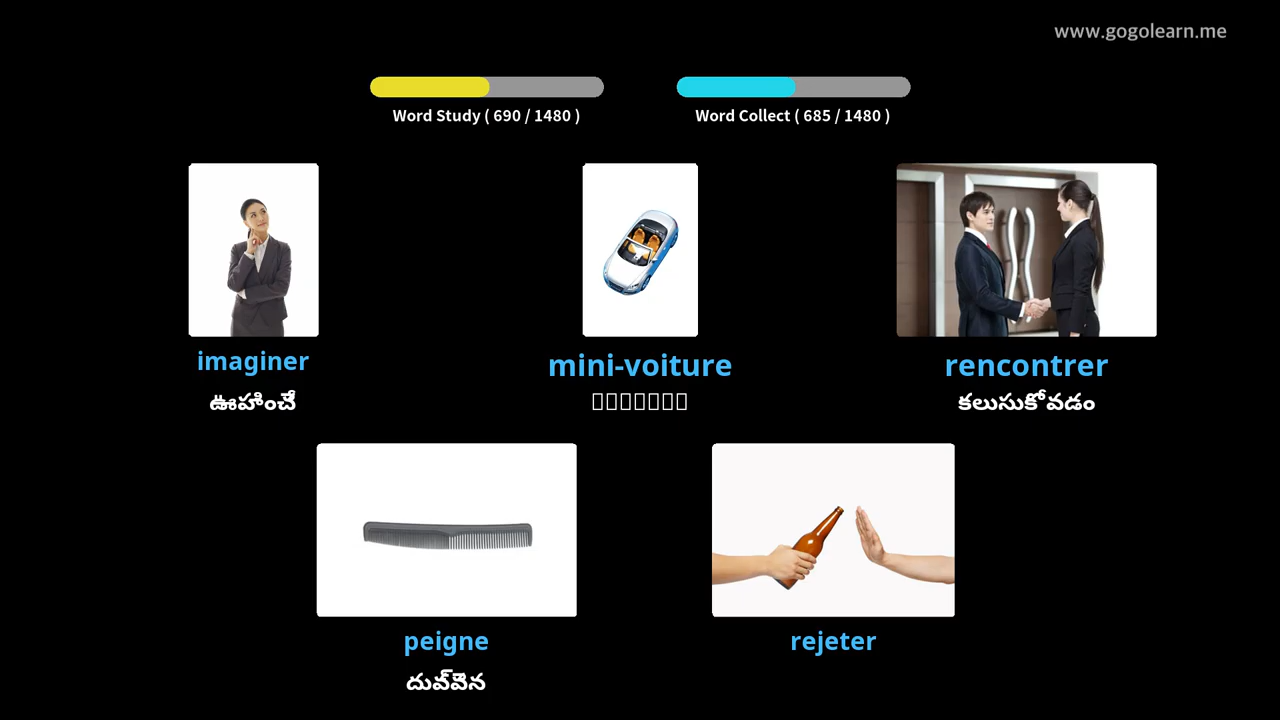 www.gogolearn.me
Word Study ( 690 / 1480 )
Word Collect ( 685 / 1480 )
imaginer
mini-voiture
rencontrer
ఊహించే
కలుసుకోవడం
peigne
rejeter
దువ్వెన